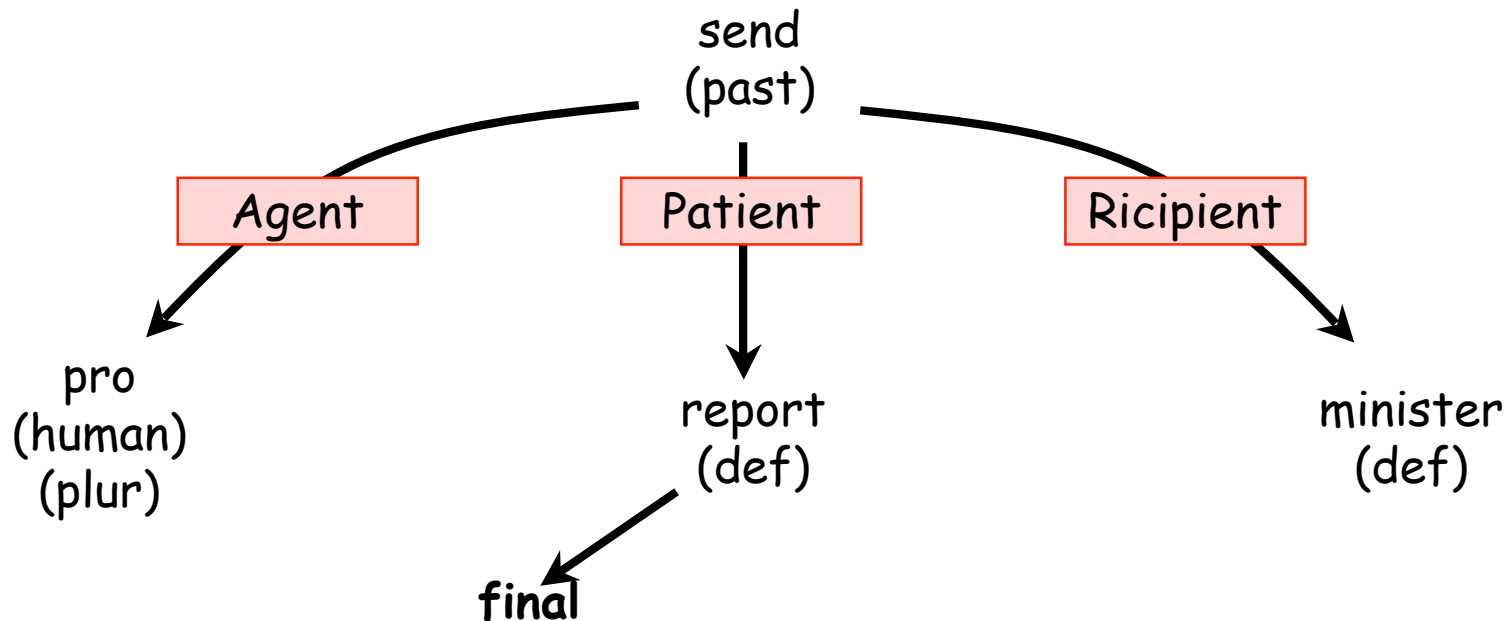 send
(past)
Agent
Patient
Ricipient
pro
(human)
(plur)
report
(def)
minister
(def)
final